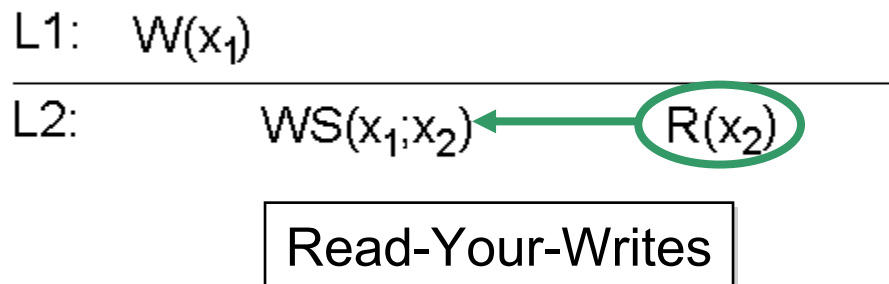 L1: W(x₁)
L2: WS(x₁;x₂) R(x₂)
Read-Your-Writes